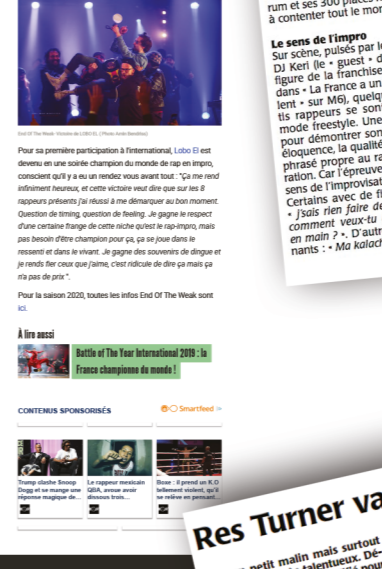 End Of The Weak- Victoire de LOBO EL ( Photo Amin Bendriss)
Pour sa première participation à l'international, Lobo El est
devenu en une soirée champion du monde de rap en impro,
conscient qu'il y a eu un rendez vous avant tout : "Ça me rend
infiniment heureux, et cette victoire veut dire que sur les 8
rappeurs présents j'ai réussi à me démarquer au bon moment.
Question de timing, question de feeling. Je gagne le respect
d'une certaine frange de cette niche qu'est le rap-impro, mais
pas besoin d'être champion pour ça, ça se joue dans le
ressenti et dans le vivant. Je gagne des souvenirs de dingue et
je rends fier ceux que j'aime, c'est ridicule de dire ça mais ça
n'a pas de prix ".
Pour la saison 2020, toutes les infos End Of The Weak sont
ici.
À lire aussi
Battle of The Year International 2019 : la
France championne du monde !
CONTENUS SPONSORISÉS
Smartfeed
Trump clashe Snoop
Dogg et se mange une
réponse magique de...
Le rappeur mexicain
QBA, avoue avoir
dissous trois...
Boxe : il prend un K.O
tellement violent, qu'il
se relève en pensant...
rum et ses 300 places
à contenter tout le mon
Le sens de l'impro
Sur scène, pulsés par le
DJ Keri (le « guest » d
figure de la franchise
dans « La France a un
lent » sur M6), quelqu
tis rappeurs se sont
mode freestyle. Une
pour démontrer son
éloquence, la qualité
phrasé propre au ra
ration. Car l'épreuve
sens de l'improvisat
Certains avec de fi
« J'sais rien faire de
comment veux-tu
en main ? ». D'autr
nants : « Ma kalach
Res Turner va
petit malin mais surtout
talentueux. Dé-